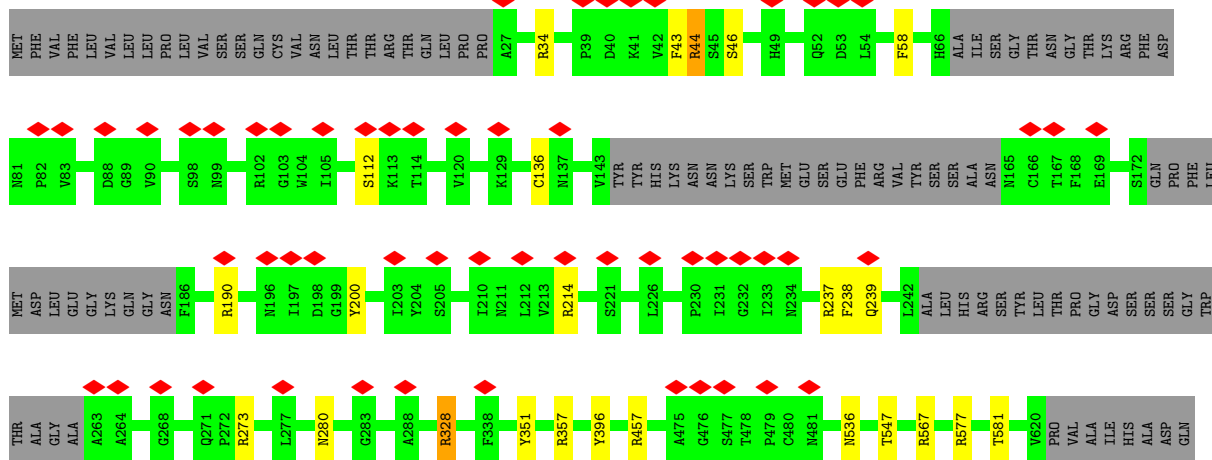 MET PHE VAL PHE LEU VAL LEU LEU PRO LEU VAL SER SER GLN CYS VAL ASN LEU THR THR ARG THR GLN LEU PRO PRO A27 R34 P39 D40 K41 V42 F43 R44 S45 S46 H49 Q52 D53 L54 F58 H66 ALA ILE SER GLY THR ASN GLY THR LYS ARG PHE ASP
N81 P82 V83 D88 G89 V90 S98 N99 R102 G103 W104 I105 S112 K113 T114 V120 K129 C136 N137 V143 TYR TYR HIS LYS ASN ASN LYS SER TRP MET GLU SER GLU PHE ARG VAL TYR SER SER ALA ASN N165 C166 T167 F168 E169 S172 GLN PRO PHE LEU
MET ASP LEU GLU GLY LYS GLN GLY ASN F186 R190 N196 I197 D198 G199 Y200 I203 Y204 S205 I210 N211 L212 V213 R214 S221 L226 P230 I231 G232 I233 N234 R237 F238 Q239 L242 ALA LEU HIS ARG SER TYR LEU THR PRO GLY ASP SER SER SER GLY TRP
THR ALA GLY ALA A263 A264 G268 Q271 P272 R273 L277 N280 G283 A288 R328 F338 Y351 R357 Y396 R457 A475 G476 S477 T478 P479 C480 N481 N536 T547 R567 R577 T581 V620 PRO VAL ALA ILE HIS ALA ASP GLN